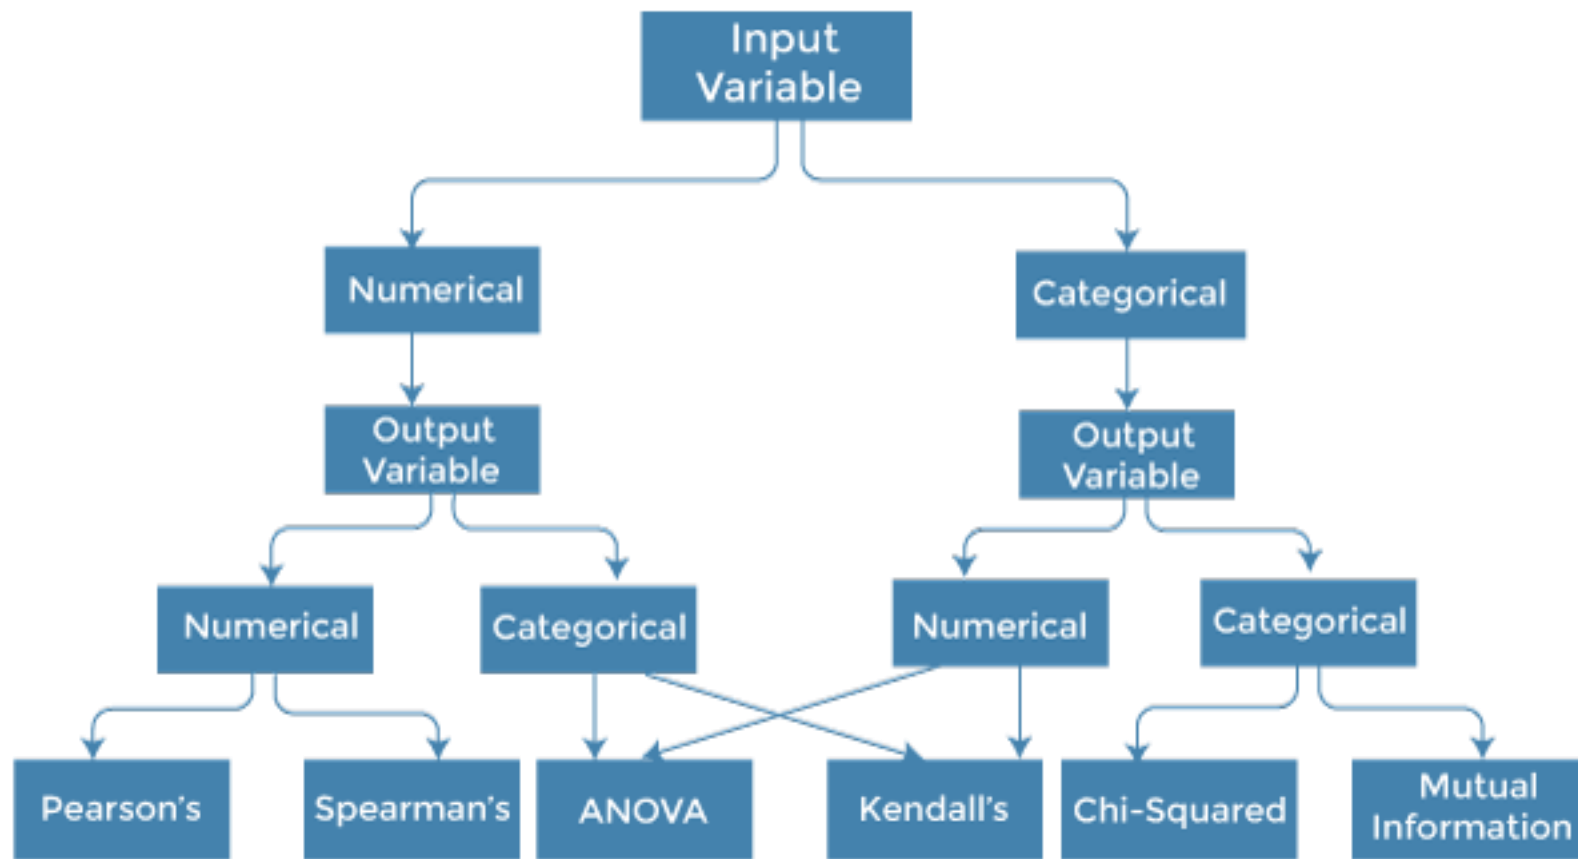 Input
Variable
Numerical
Categorical
Output
Variable
Output
Variable
Numerical
Categorical
Numerical
Categorical
Pearson’s
Spearman’s
ANOVA
Kendall’s
Chi-Squared
Mutual
Information